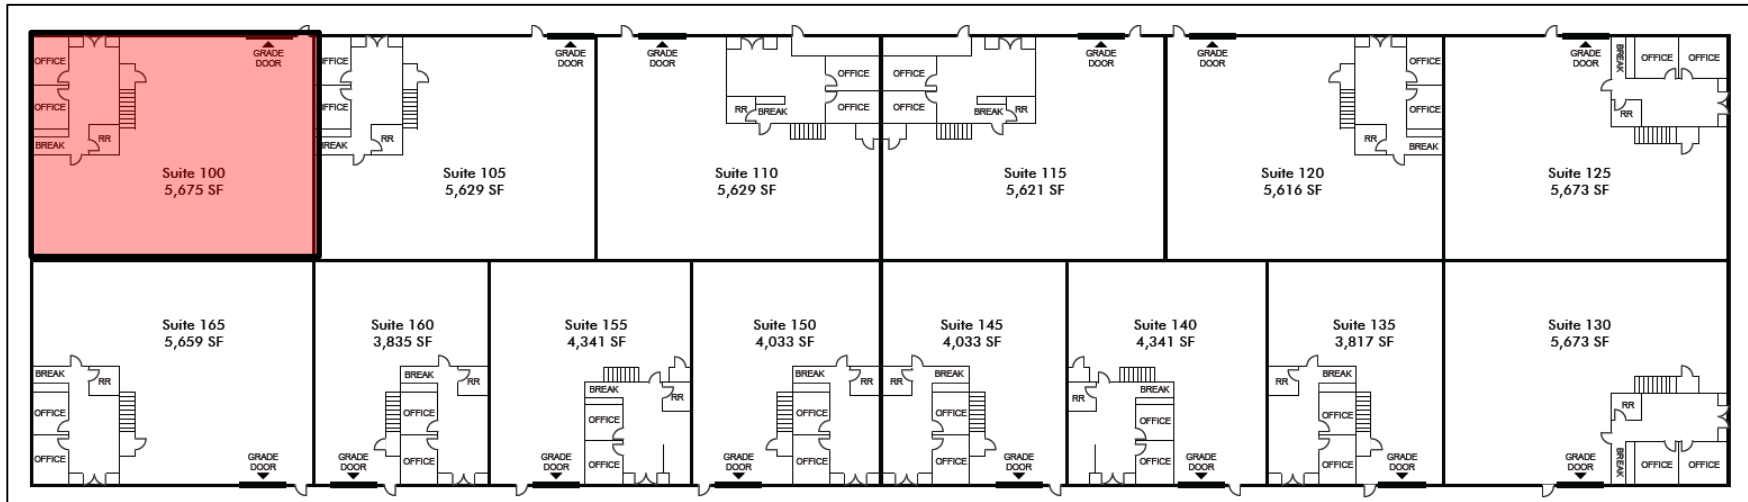 GRADE
DOOR
OFFICE
OFFICE
RR
BREAK
Suite 100
5,675 SF
GRADE
DOOR
FFICE
FFICE
RR
BREAK
Suite 105
5,629 SF
GRADE
DOOR
OFFICE
OFFICE
RR
BREAK
Suite 110
5,629 SF
OFFICE
OFFICE
BREAK
RR
GRADE
DOOR
Suite 115
5,621 SF
GRADE
DOOR
OFFICE
OFFICE
RR
BREAK
Suite 120
5,616 SF
GRADE
DOOR
BREAK
OFFICE
OFFICE
RR
Suite 125
5,673 SF
Suite 165
5,659 SF
BREAK
RR
OFFICE
OFFICE
GRADE
DOOR
Suite 160
3,835 SF
BREAK
RR
OFFICE
OFFICE
GRADE
DOOR
Suite 155
4,341 SF
BREAK
RR
OFFICE
OFFICE
GRADE
DOOR
Suite 150
4,033 SF
BREAK
RR
OFFICE
OFFICE
GRADE
DOOR
Suite 145
4,033 SF
RR
BREAK
OFFICE
OFFICE
GRADE
DOOR
Suite 140
4,341 SF
BREAK
RR
OFFICE
OFFICE
GRADE
DOOR
Suite 135
3,817 SF
RR
BREAK
OFFICE
OFFICE
GRADE
DOOR
Suite 130
5,673 SF
RR
GRADE
DOOR
BREAK
OFFICE
OFFICE